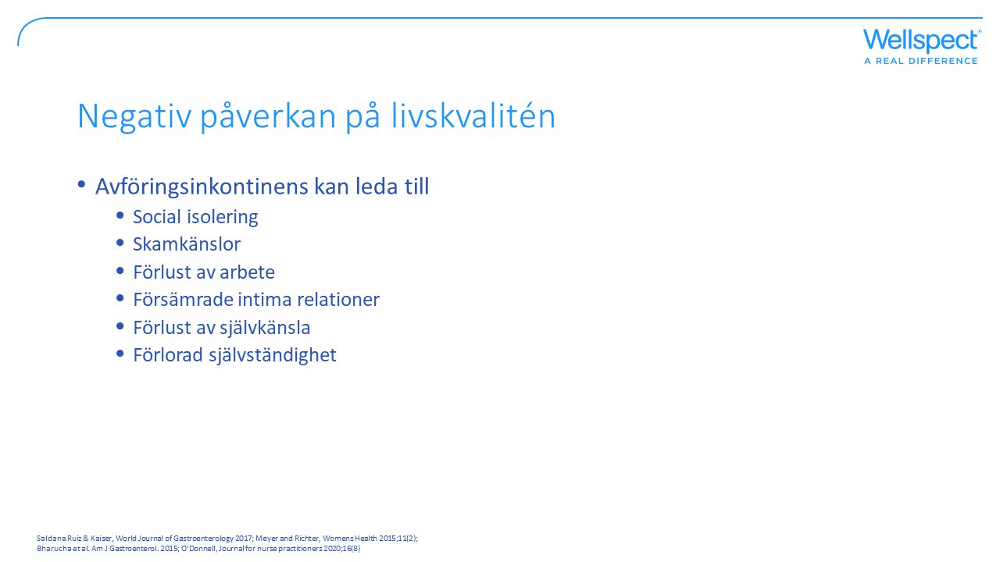 Wellspect®
A REAL DIFFERENCE
Negativ påverkan på livskvalitén
• Avföringsinkontinens kan leda till
• Social isolering
• Skamkänslor
• Förlust av arbete
• Försämrade intima relationer
• Förlust av självkänsla
• Förlorad självständighet
Saldana Ruiz & Kaiser, World Journal of Gastroenterology 2017; Meyer and Richter, Womens Health 2015;11(2);
Bharucha et al. Am J Gastroenterol. 2015; O’Donnell, Journal for nurse practitioners 2020;16(8)